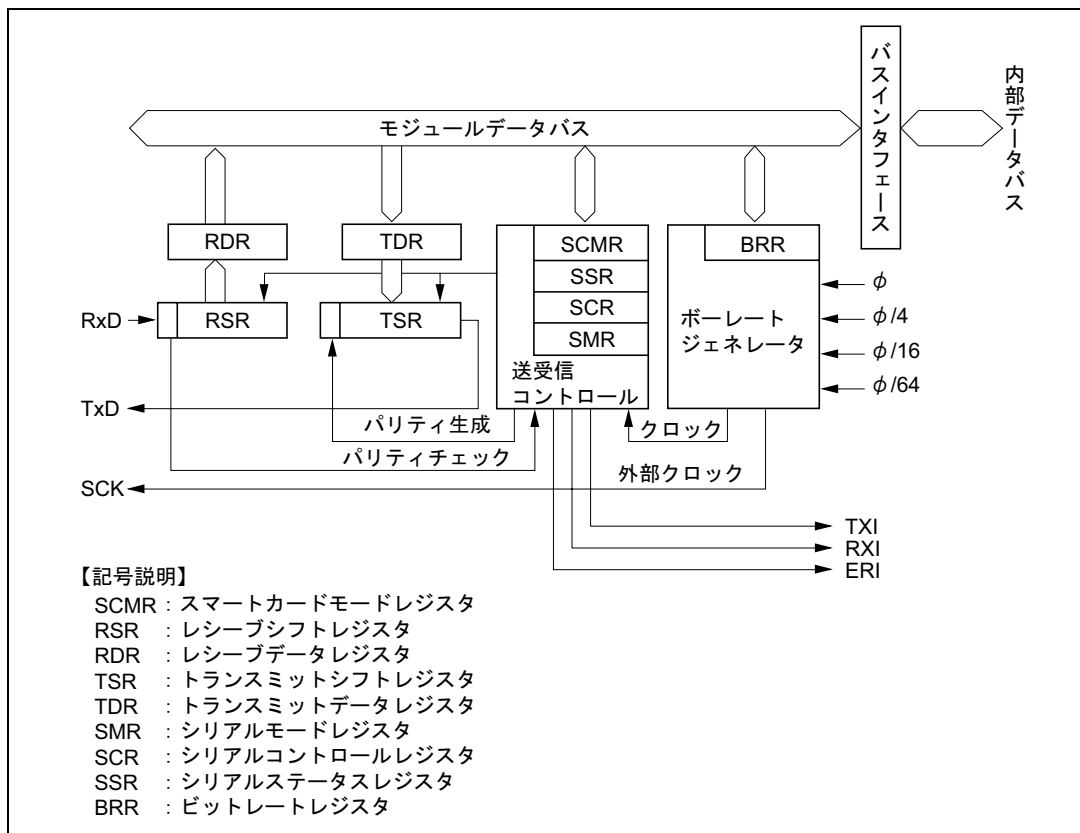 バスインタフェース
内部データバス
モジュールデータバス
RDR
TDR
SCMR
BRR
SSR
SCR
SMR
RxD
RSR
TSR
ボーレート
ジェネレータ
φ
φ/4
φ/16
φ/64
送受信
コントロール
TxD
パリティ生成
クロック
パリティチェック
外部クロック
SCK
TXI
RXI
ERI
【記号説明】
SCMR : スマートカードモードレジスタ
RSR : レシーブシフトレジスタ
RDR : レシーブデータレジスタ
TSR : トランスミットシフトレジスタ
TDR : トランスミットデータレジスタ
SMR : シリアルモードレジスタ
SCR : シリアルコントロールレジスタ
SSR : シリアルステータスレジスタ
BRR : ビットレートレジスタ